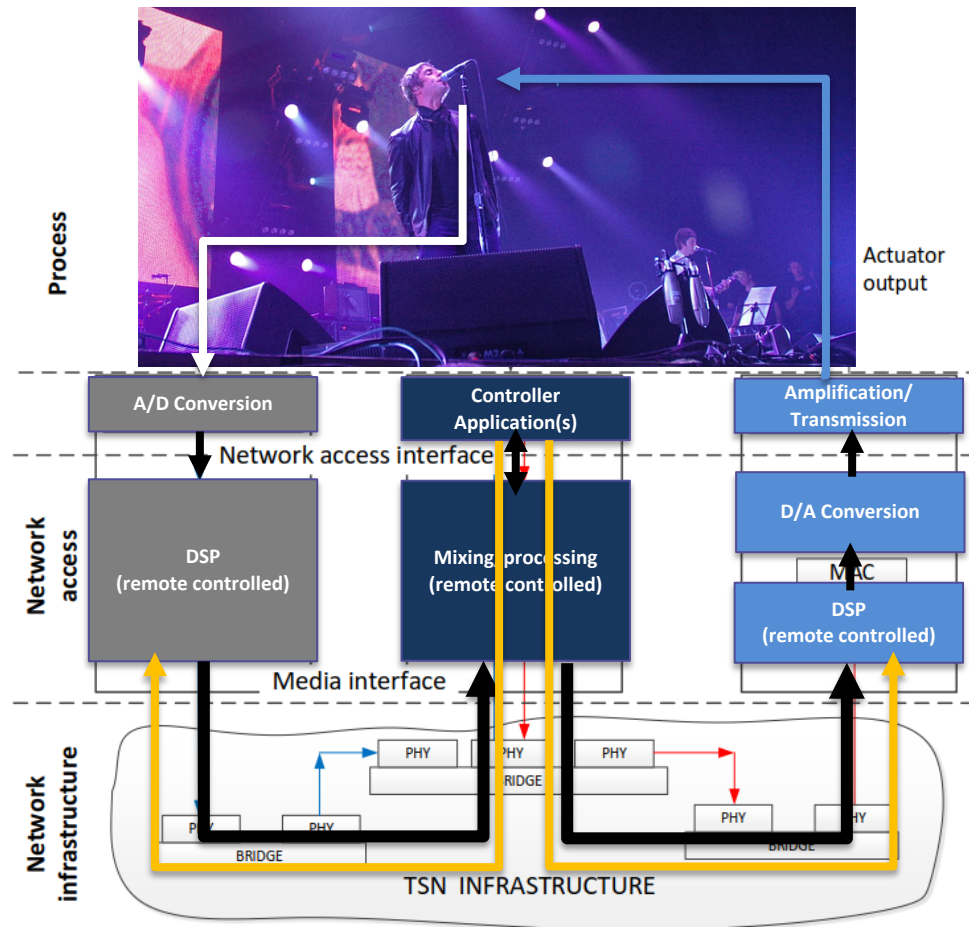 Process
Actuator
output
A/D Conversion
Controller
Application(s)
Amplification/
Transmission
Network access interface
Network
access
DSP
(remote controlled)
Mixing/processing
(remote controlled)
D/A Conversion
MAC
DSP
(remote controlled)
Media interface
Network
infrastructure
PHY
PHY
PHY
PHY
PHY
PHY
PHY
BRIDGE
BRIDGE
BRIDGE
TSN INFRASTRUCTURE